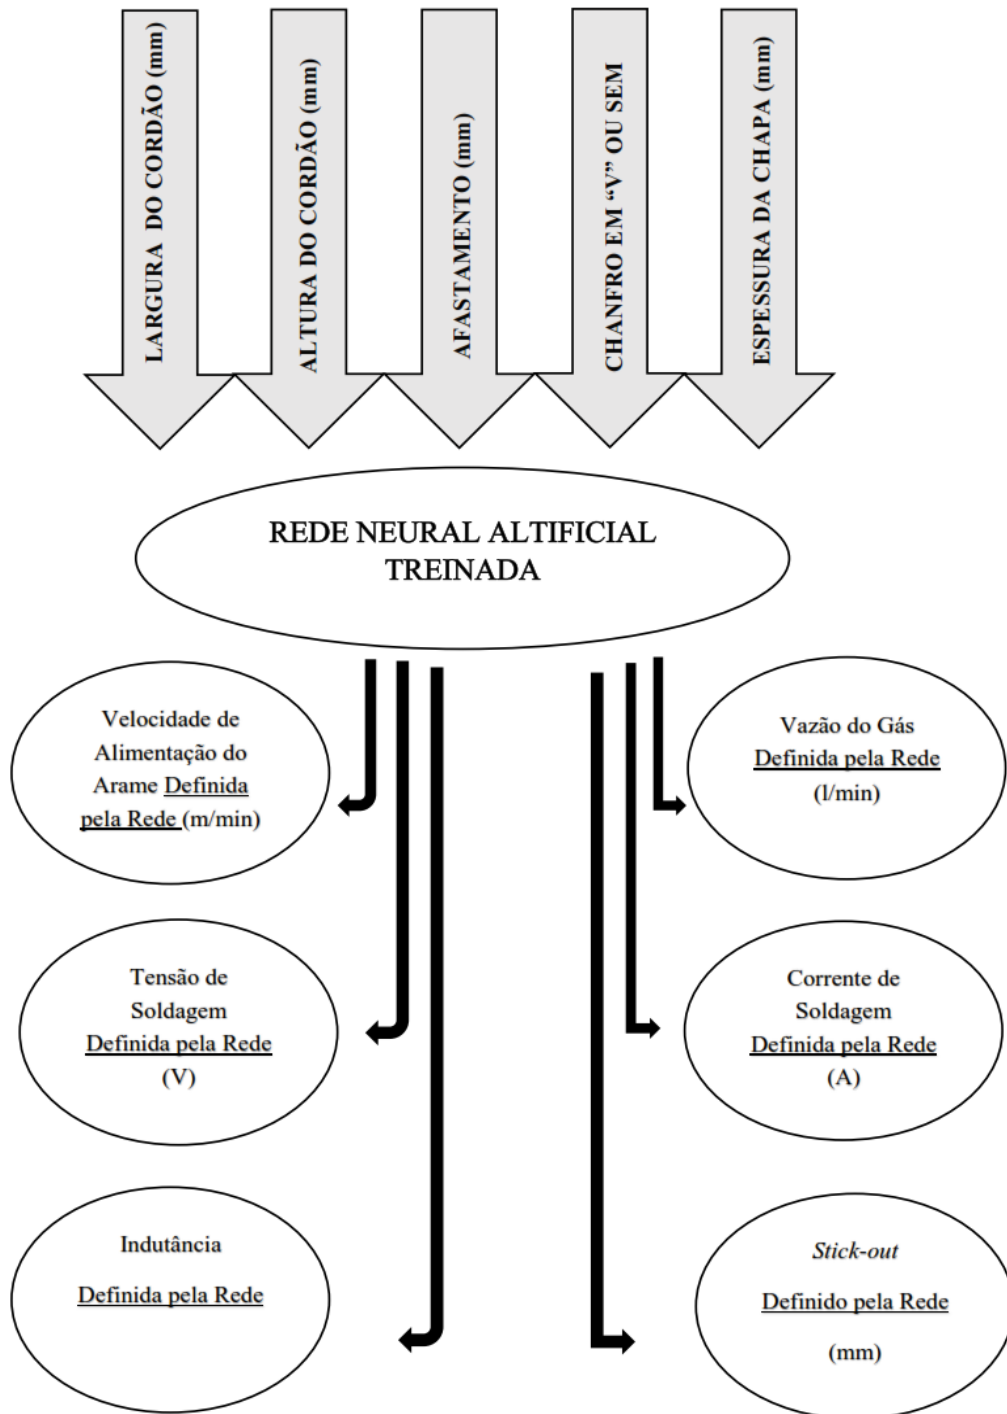 LARGURA DO CORDÃO (mm)
ALTURA DO CORDÃO (mm)
AFASTAMENTO (mm)
CHANFRO EM “V” OU SEM
ESPESSURA DA CHAPA (mm)
REDE NEURAL ALTIFICIAL
TREINADA
Velocidade de
Alimentação do
Arame Definida
pela Rede (m/min)
Vazão do Gás
Definida pela Rede
(l/min)
Tensão de
Soldagem
Definida pela Rede
(V)
Corrente de
Soldagem
Definida pela Rede
(A)
Indutância
Definida pela Rede
Stick-out
Definido pela Rede
(mm)